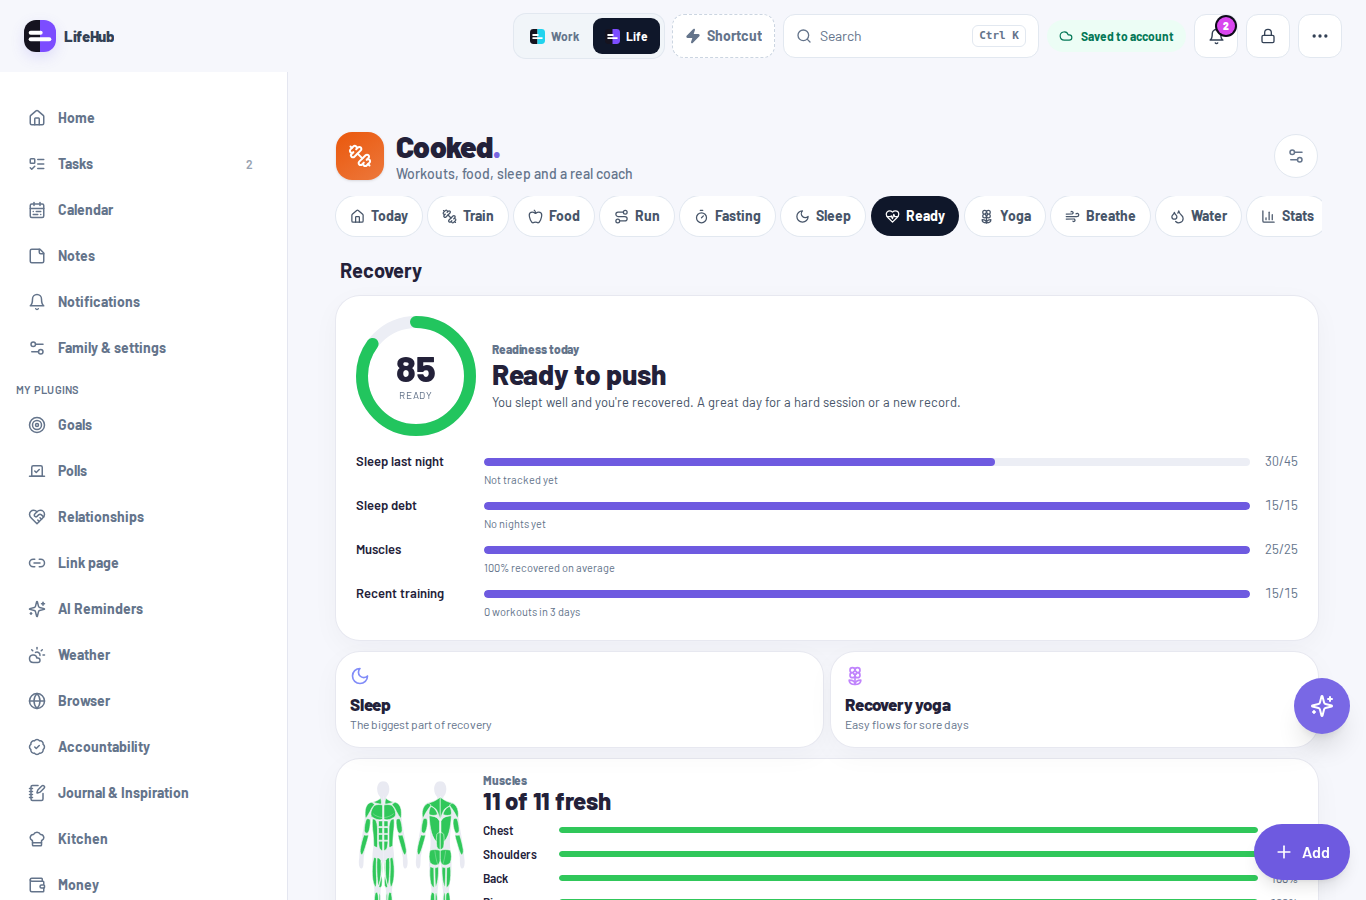 LifeHub
Work
Life
Shortcut
Search
Ctrl K
Saved to account
2
Home
Tasks
2
Calendar
Notes
Notifications
Family & settings
MY PLUGINS
Goals
Polls
Relationships
Link page
AI Reminders
Weather
Browser
Accountability
Journal & Inspiration
Kitchen
Money
Cooked.
Workouts, food, sleep and a real coach
Today
Train
Food
Run
Fasting
Sleep
Ready
Yoga
Breathe
Water
Stats
Recovery
85
READY
Readiness today
Ready to push
You slept well and you're recovered. A great day for a hard session or a new record.
Sleep last night
30/45
Not tracked yet
Sleep debt
15/15
No nights yet
Muscles
25/25
100% recovered on average
Recent training
15/15
0 workouts in 3 days
Sleep
The biggest part of recovery
Recovery yoga
Easy flows for sore days
Muscles
11 of 11 fresh
Chest
Shoulders
Back
Add